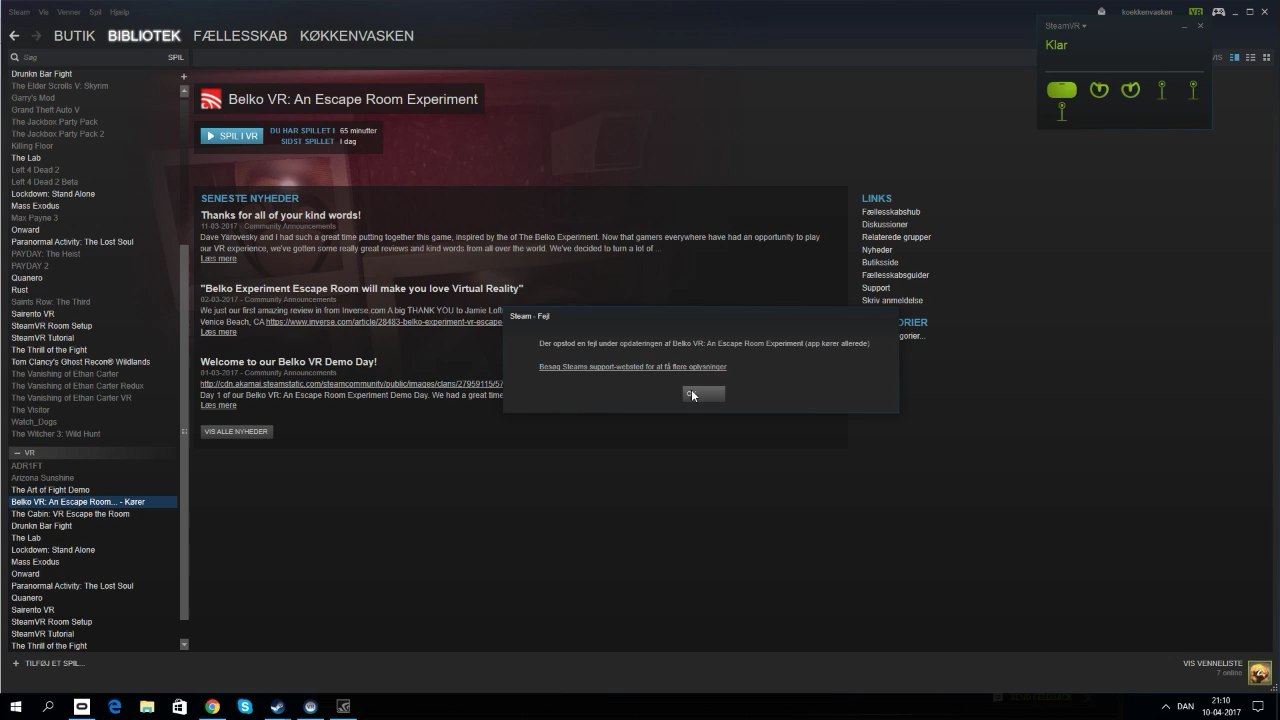 Steam Vis Venner Spil Hjælp
koekkenvasken VR
BUTIK BIBLIOTEK FÆLLESSKAB KØKKENVASKEN
SteamVR
Klar
Søg SPIL
VIS
Drunkn Bar Fight
The Elder Scrolls V: Skyrim
Garry's Mod
Grand Theft Auto V
The Jackbox Party Pack
The Jackbox Party Pack 2
Killing Floor
The Lab
Left 4 Dead 2
Left 4 Dead 2 Beta
Lockdown: Stand Alone
Mass Exodus
Max Payne 3
Onward
Paranormal Activity: The Lost Soul
PAYDAY: The Heist
PAYDAY 2
Quanero
Rust
Saints Row: The Third
Sairento VR
SteamVR Room Setup
SteamVR Tutorial
The Thrill of the Fight
Tom Clancy's Ghost Recon® Wildlands
The Vanishing of Ethan Carter
The Vanishing of Ethan Carter Redux
The Vanishing of Ethan Carter VR
The Visitor
Watch_Dogs
The Witcher 3: Wild Hunt
VR
ADR1FT
Arizona Sunshine
The Art of Fight Demo
Belko VR: An Escape Room... - Kører
The Cabin: VR Escape the Room
Drunkn Bar Fight
The Lab
Lockdown: Stand Alone
Mass Exodus
Onward
Paranormal Activity: The Lost Soul
Quanero
Sairento VR
SteamVR Room Setup
SteamVR Tutorial
The Thrill of the Fight
TILFØJ ET SPIL...
Belko VR: An Escape Room Experiment
SPIL I VR
DU HAR SPILLET I 65 minutter
SIDST SPILLET I dag
SENESTE NYHEDER
Thanks for all of your kind words!
11-03-2017 - Community Announcements
Dave Yarovesky and I had such a great time putting together this game, inspired by the of The Belko Experiment. Now that gamers everywhere have had an opportunity to play
our VR experience, we've gotten some really great reviews and kind words from all over the world. We've decided to turn a lot of ...
Læs mere
"Belko Experiment Escape Room will make you love Virtual Reality"
02-03-2017 - Community Announcements
We just our first amazing review in from Inverse.com A big THANK YOU to Jamie Loft
Venice Beach, CA https://www.inverse.com/article/28483-belko-experiment-vr-escape
Læs mere
Welcome to our Belko VR Demo Day!
01-03-2017 - Community Announcements
http://cdn.akamai.steamstatic.com/steamcommunity/public/images/clans/27959115/57
Day 1 of our Belko VR: An Escape Room Experiment Demo Day. We had a great time
Læs mere
VIS ALLE NYHEDER
LINKS
Fællesskabshub
Diskussioner
Relaterede grupper
Nyheder
Butiksside
Fællesskabsguider
Support
Skriv anmeldelse
ORIER
gorier...
Steam - Fejl
Der opstod en fejl under opdateringen af Belko VR: An Escape Room Experiment (app kører allerede)
Besøg Steams support-websted for at få flere oplysninger
VIS VENNELISTE
7 online
DAN
21:10
10-04-2017